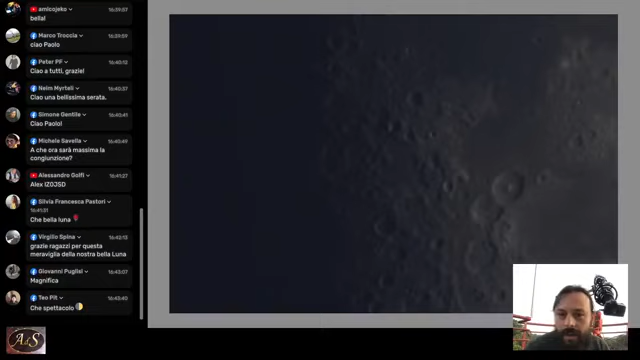 amicojeko 16:39:57
bella!
Marco Troccia 16:39:59
ciao Paolo
Peter PF 16:40:12
Ciao a tutti, grazie!
Neim Myrteli 16:40:37
Ciao una bellissima serata.
Simone Gentile 16:40:41
Ciao Paolo!
Michele Savella 16:40:49
A che ora sarà massima la
congiunzione?
Alessandro Golfi 16:41:27
Alex IZ0JSD
Silvia Francesca Pastori
16:41:31
Che bella luna
Virgilio Spina 16:42:13
grazie ragazzi per questa
meraviglia della nostra bella Luna
Giovanni Puglisi 16:43:07
Magnifica
Teo Pit 16:43:40
Che spettacolo
AdS